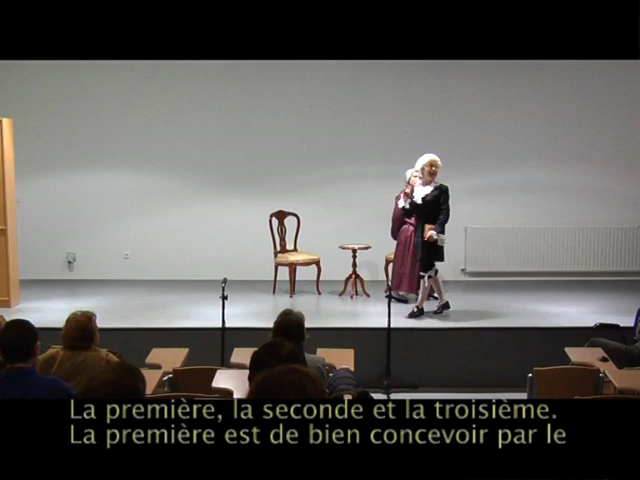 La première, la seconde et la troisième.
La première est de bien concevoir par le